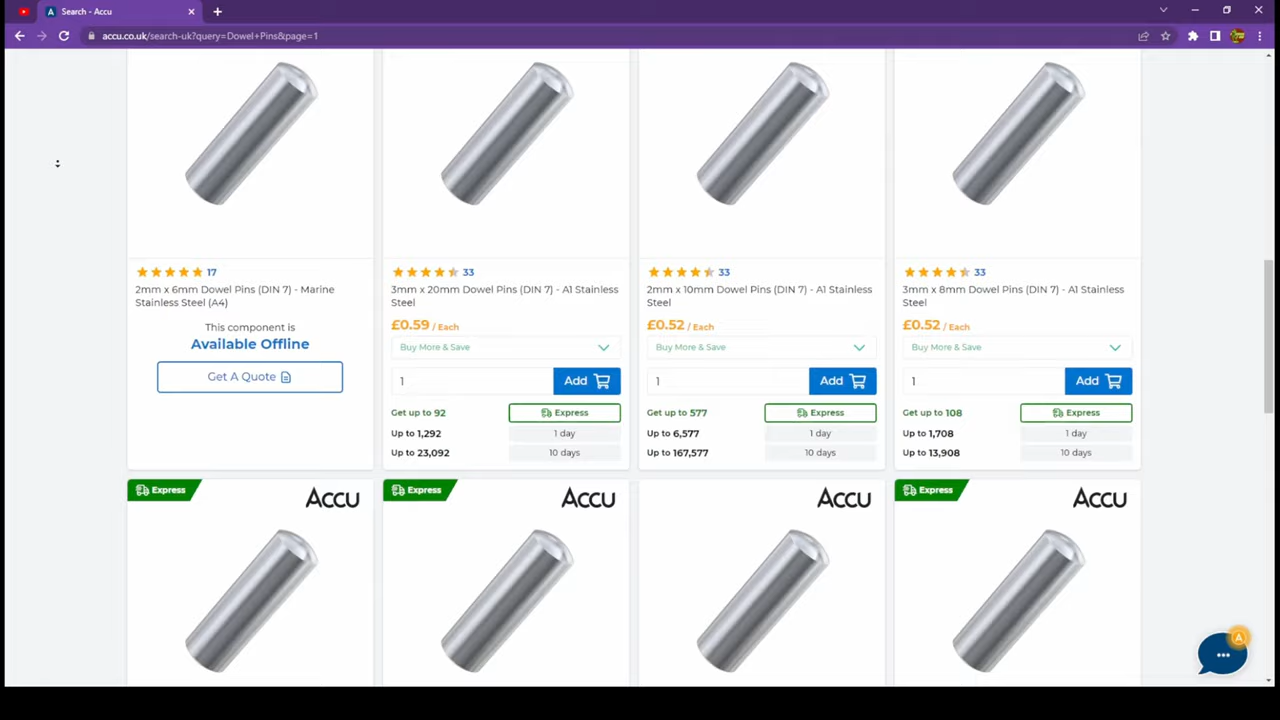 Search - Accu
accu.co.uk/search-uk?query=Dowel+Pins&page=1
17
2mm x 6mm Dowel Pins (DIN 7) - Marine
Stainless Steel (A4)
This component is
Available Offline
Get A Quote
33
3mm x 20mm Dowel Pins (DIN 7) - A1 Stainless
Steel
£0.59 / Each
Buy More & Save
1
Add
Get up to 92
Express
Up to 1,292
1 day
Up to 23,092
10 days
33
2mm x 10mm Dowel Pins (DIN 7) - A1 Stainless
Steel
£0.52 / Each
Buy More & Save
1
Add
Get up to 577
Express
Up to 6,577
1 day
Up to 167,577
10 days
33
3mm x 8mm Dowel Pins (DIN 7) - A1 Stainless
Steel
£0.52 / Each
Buy More & Save
1
Add
Get up to 108
Express
Up to 1,708
1 day
Up to 13,908
10 days
Express
ACCU
Express
ACCU
ACCU
Express
ACCU
A